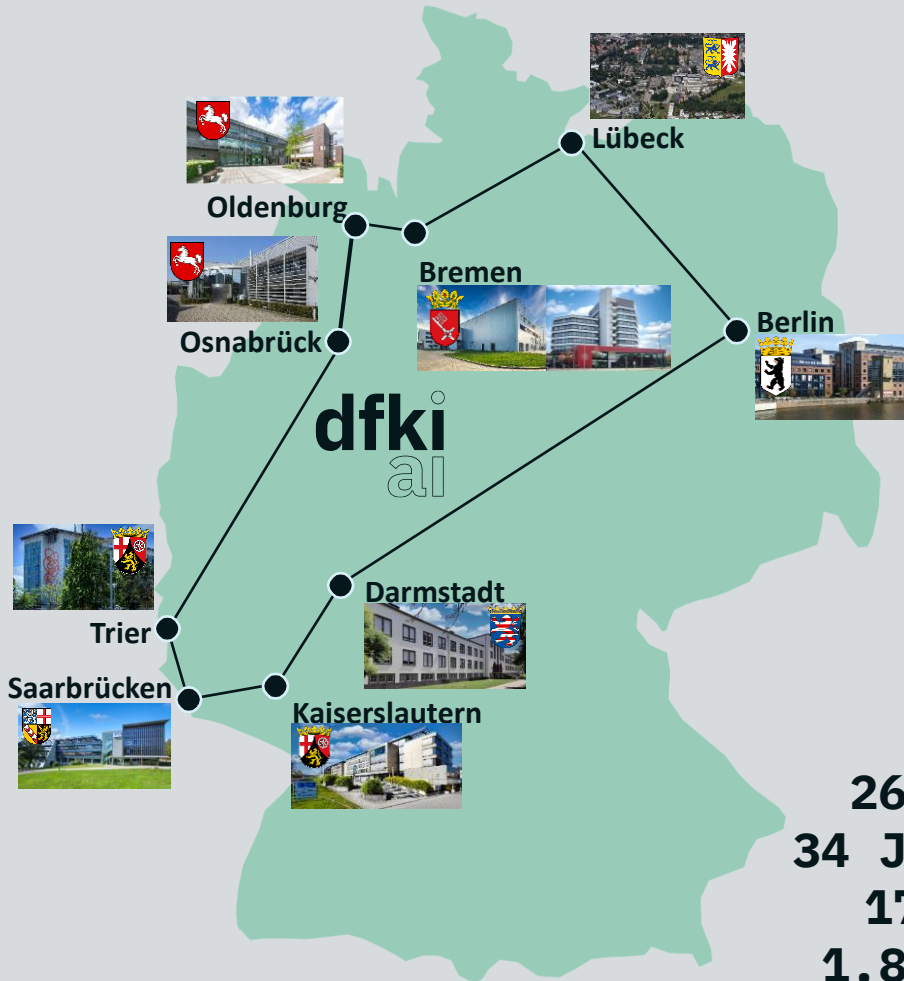 Lübeck
Oldenburg
Bremen
Osnabrück
Berlin
dfki
ai
Darmstadt
Trier
Saarbrücken
Kaiserslautern
26
34 J
17
1.8